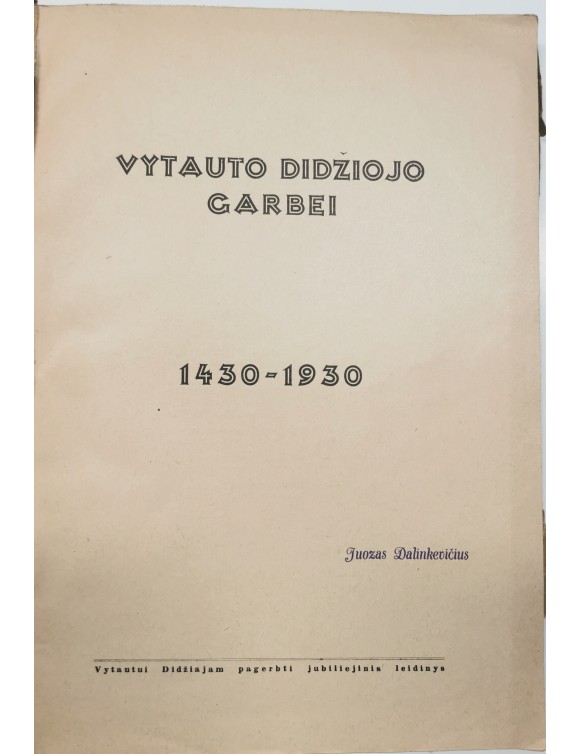 VYTAUTO DIDŽIOJO
GARBEI
1430-1930
Juozas Dalinkevičius
Vytautui Didžiajam pagerbti jubiliejinis leidinys